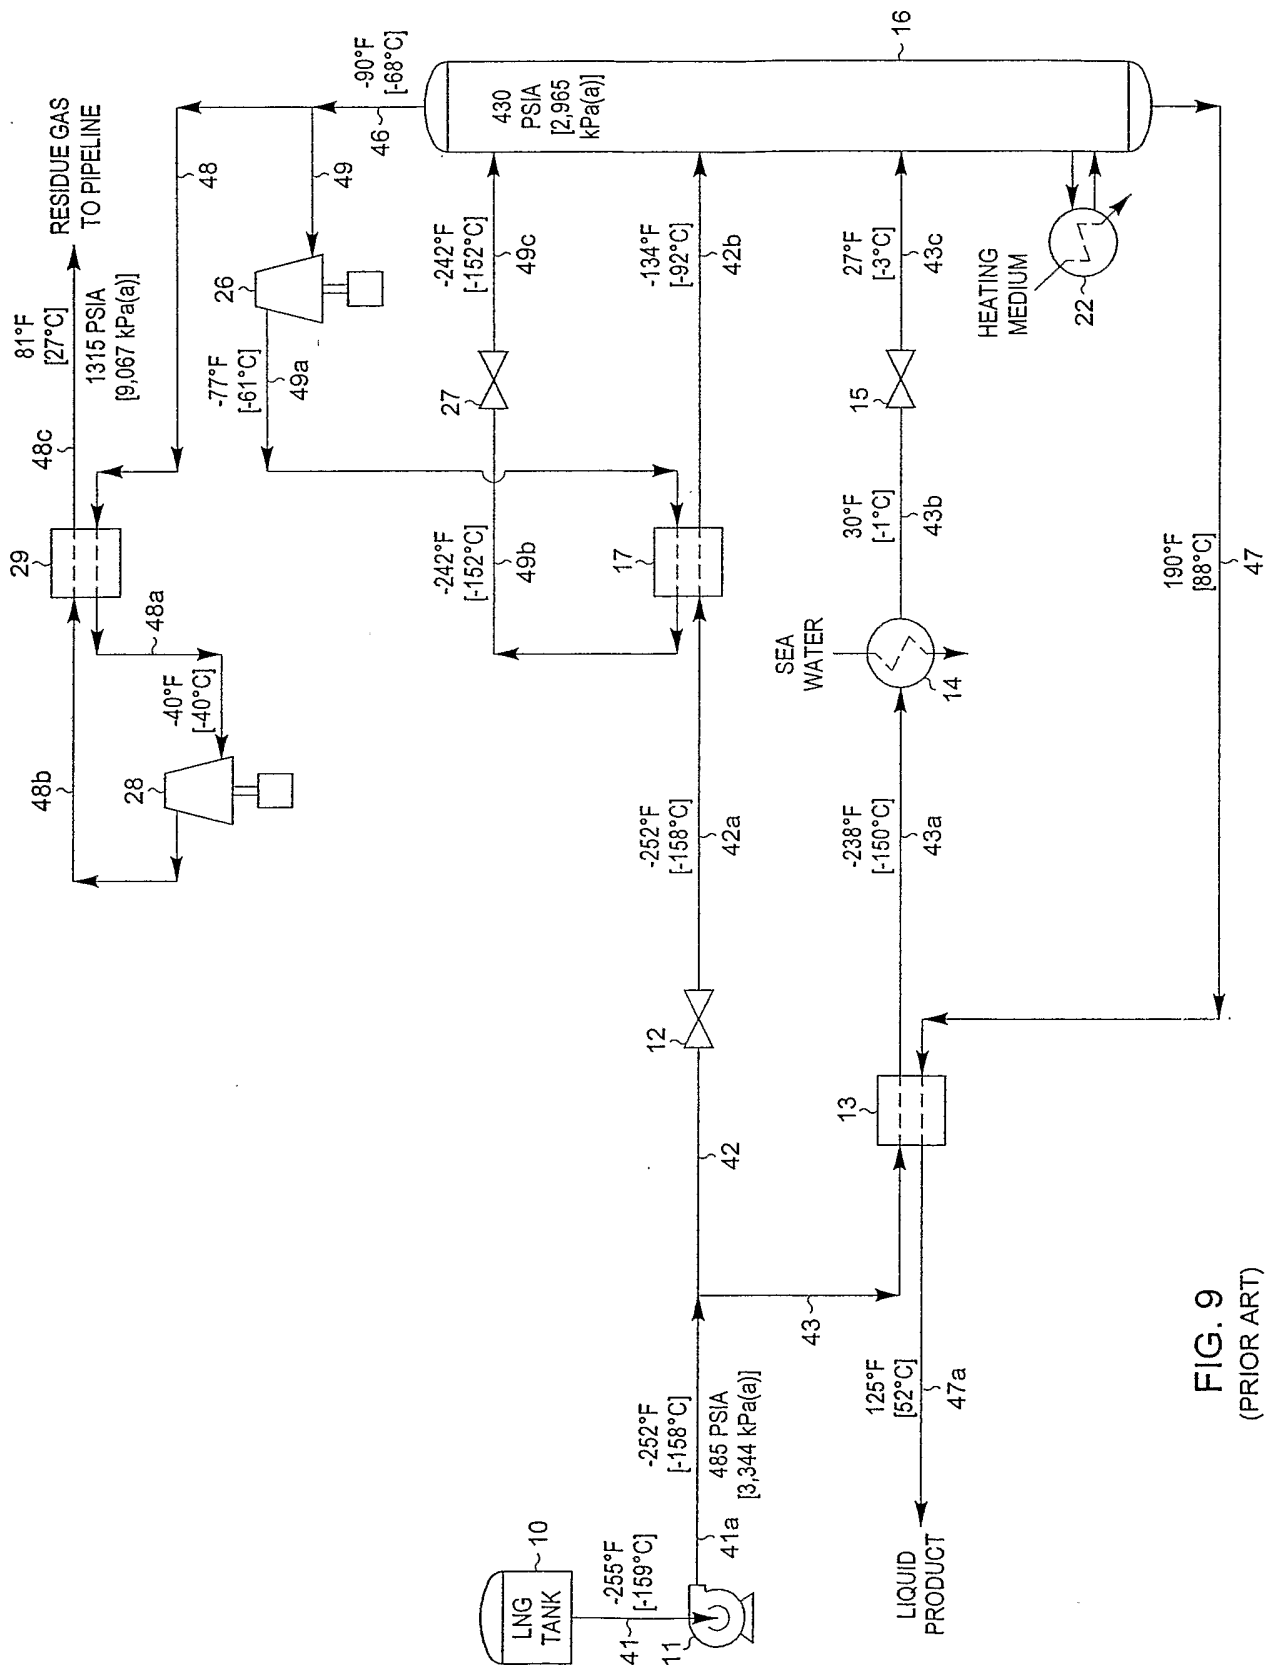 LNG
TANK
10
-255°F
[-159°C]
41
11
41a
-252°F
[-158°C]
485 PSIA
[3,344 kPa(a)]
42
12
42a
-252°F
[-158°C]
17
42b
-134°F
[-92°C]
43
13
43a
-238°F
[-150°C]
SEA
WATER
14
30°F
[-1°C]
43b
15
27°F
[-3°C]
43c
HEATING
MEDIUM
22
16
430
PSIA
[2,965
kPa(a)]
-90°F
[-68°C]
46
48
49
26
-77°F
[-61°C]
49a
-242°F
[-152°C]
49b
27
-242°F
[-152°C]
49c
29
48a
-40°F
[-40°C]
28
48b
48c
81°F
[27°C]
1315 PSIA
[9,067 kPa(a)]
RESIDUE GAS
TO PIPELINE
190°F
[88°C]
47
125°F
[52°C]
47a
LIQUID
PRODUCT
FIG. 9
(PRIOR ART)